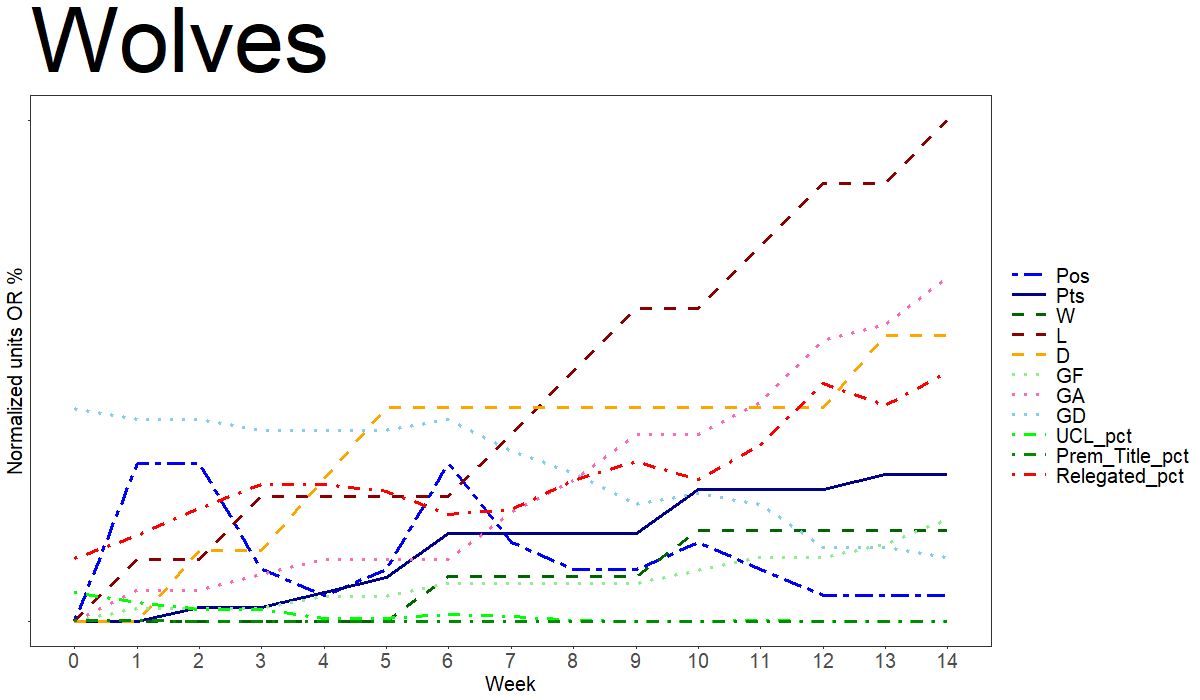 Wolves
Normalized units OR %
0 1 2 3 4 5 6 7 8 9 10 11 12 13 14
Week
Pos
Pts
W
L
D
GF
GA
GD
UCL_pct
Prem_Title_pct
Relegated_pct